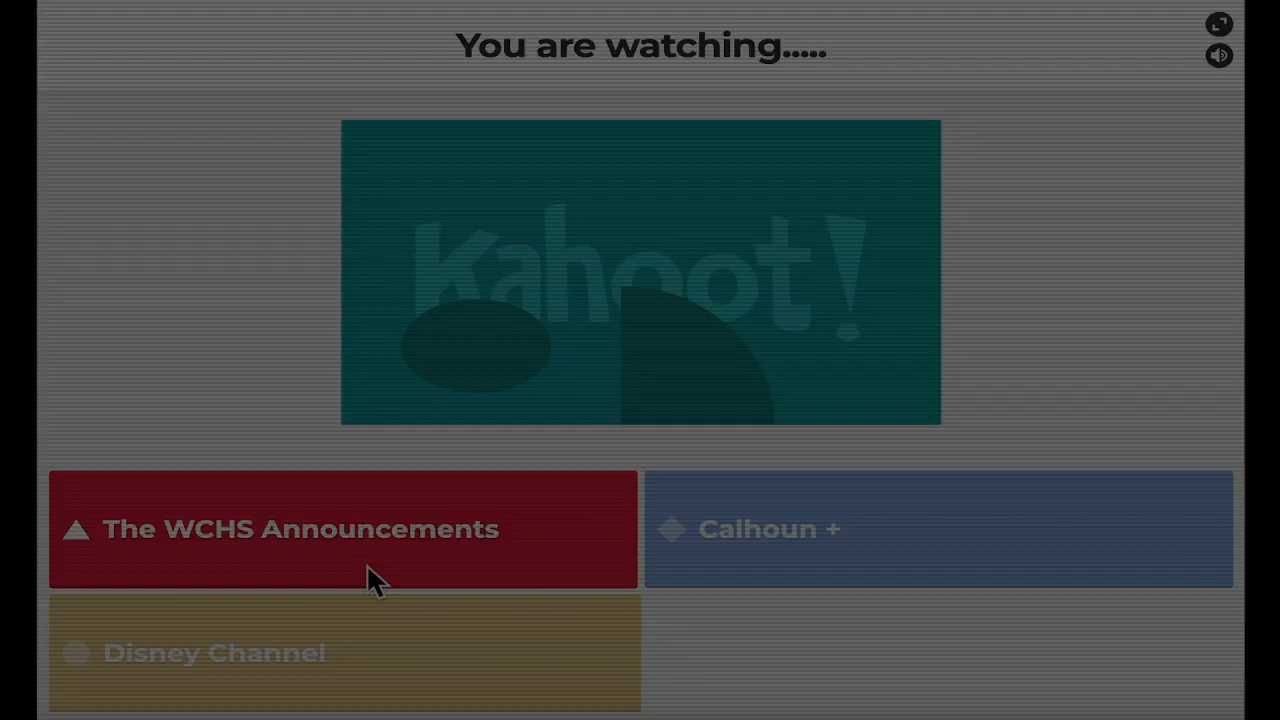 You are watching.....
Kahoot!
The WCHS Announcements
Calhoun +
Disney Channel